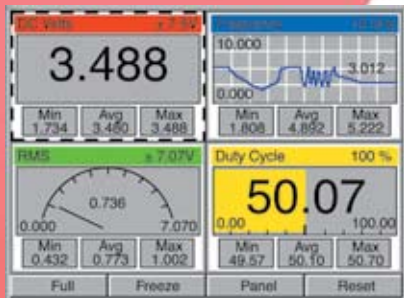 DC Volts ± 7.5V
3.488
Min Avg Max
1.734 3.480 3.488
10.000
3.012
0.000
Min Avg Max
1.808 4.892 5.222
RMS ± 7.07V
0.736
0.000 7.070
Min Avg Max
0.432 0.773 1.002
Duty Cycle 100 %
50.07
0.00 100.00
Min Avg Max
49.57 50.10 50.70
Full Freeze Panel Reset